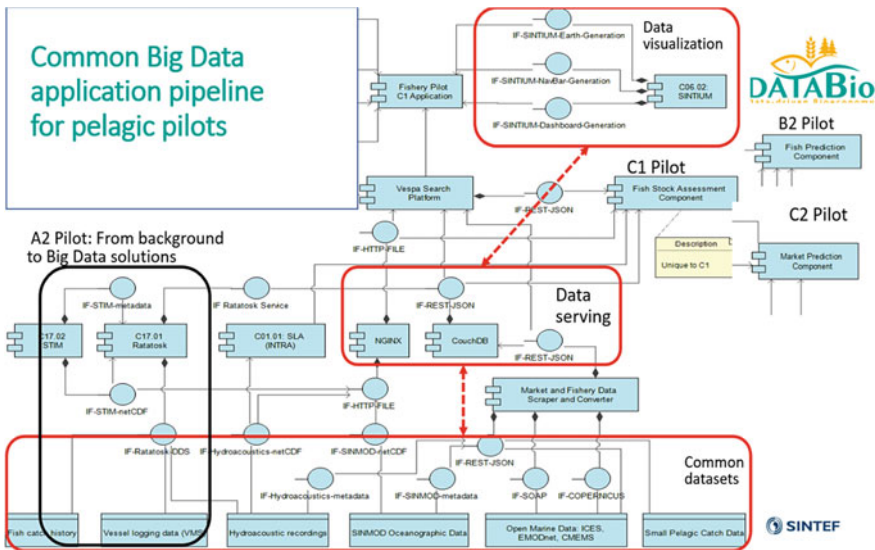 Common Big Data
application pipeline
for pelagic pilots
IF-SINTIUM-Earth-Generation
Data
visualization
Fishery Pilot
C1 Application
IF-SINTIUM-NavBar-Generation
C06.02:
SINTIUM
IF-SINTIUM-Dashboard-Generation
DATABio
B2 Pilot
Fish Prediction
Component
C1 Pilot
Vespa Search
Platform
IF-REST-JSON
Fish Stock Assessment
Component
C2 Pilot
Description
Unique to C1
Market Prediction
Component
A2 Pilot: From background
to Big Data solutions
IF-HTTP-FILE
IF-STIM-metadata
IF Ratatosk Service
IF-REST-JSON
Data
serving
C17.02
STIM
C17.01
Ratatosk
C01.01: SLA
(INTRA)
NGINX
CouchDB
IF-REST-JSON
IF-STIM-netCDF
IF-HTTP-FILE
Market and Fishery Data
Scraper and Converter
IF-Ratatosk-DDS
IF-Hydroacoustics-netCDF
IF-SINMOD-netCDF
IF-REST-JSON
Common
datasets
IF-Hydroacoustics-metadata
IF-SINMOD-metadata
IF-SOAP
IF-COPERNICUS
Fish catch history
Vessel logging data (VMS)
Hydroacoustic recordings
SINMOD Oceanographic Data
Open Marine Data: ICES,
EMODnet, CMEMS
Small Pelagic Catch Data
SINTEF